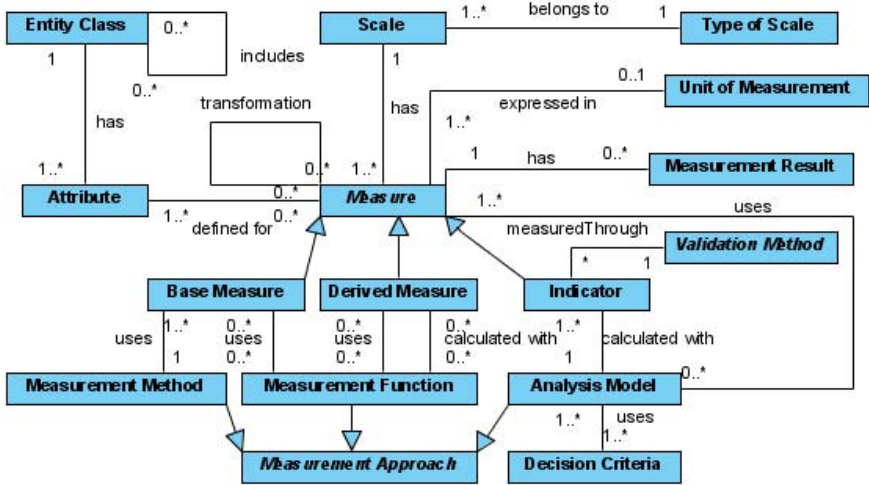 Entity Class
0..*
includes
0..*
1
has
1..*
Attribute
Scale
1..*
belongs to
1
Type of Scale
1
has
1..*
transformation
0..*
0..*
0..1
Unit of Measurement
expressed in
1..*
1
has
0..*
Measurement Result
Measure
1..*
defined for
0..*
1..*
uses
measuredThrough
*
1
Validation Method
Base Measure
Derived Measure
Indicator
uses
1..*
1
0..*
uses
0..*
0..*
uses
0..*
0..*
calculated with
0..*
1..*
calculated with
1
0..*
Measurement Method
Measurement Function
Analysis Model
1..*
uses
1..*
Measurement Approach
Decision Criteria